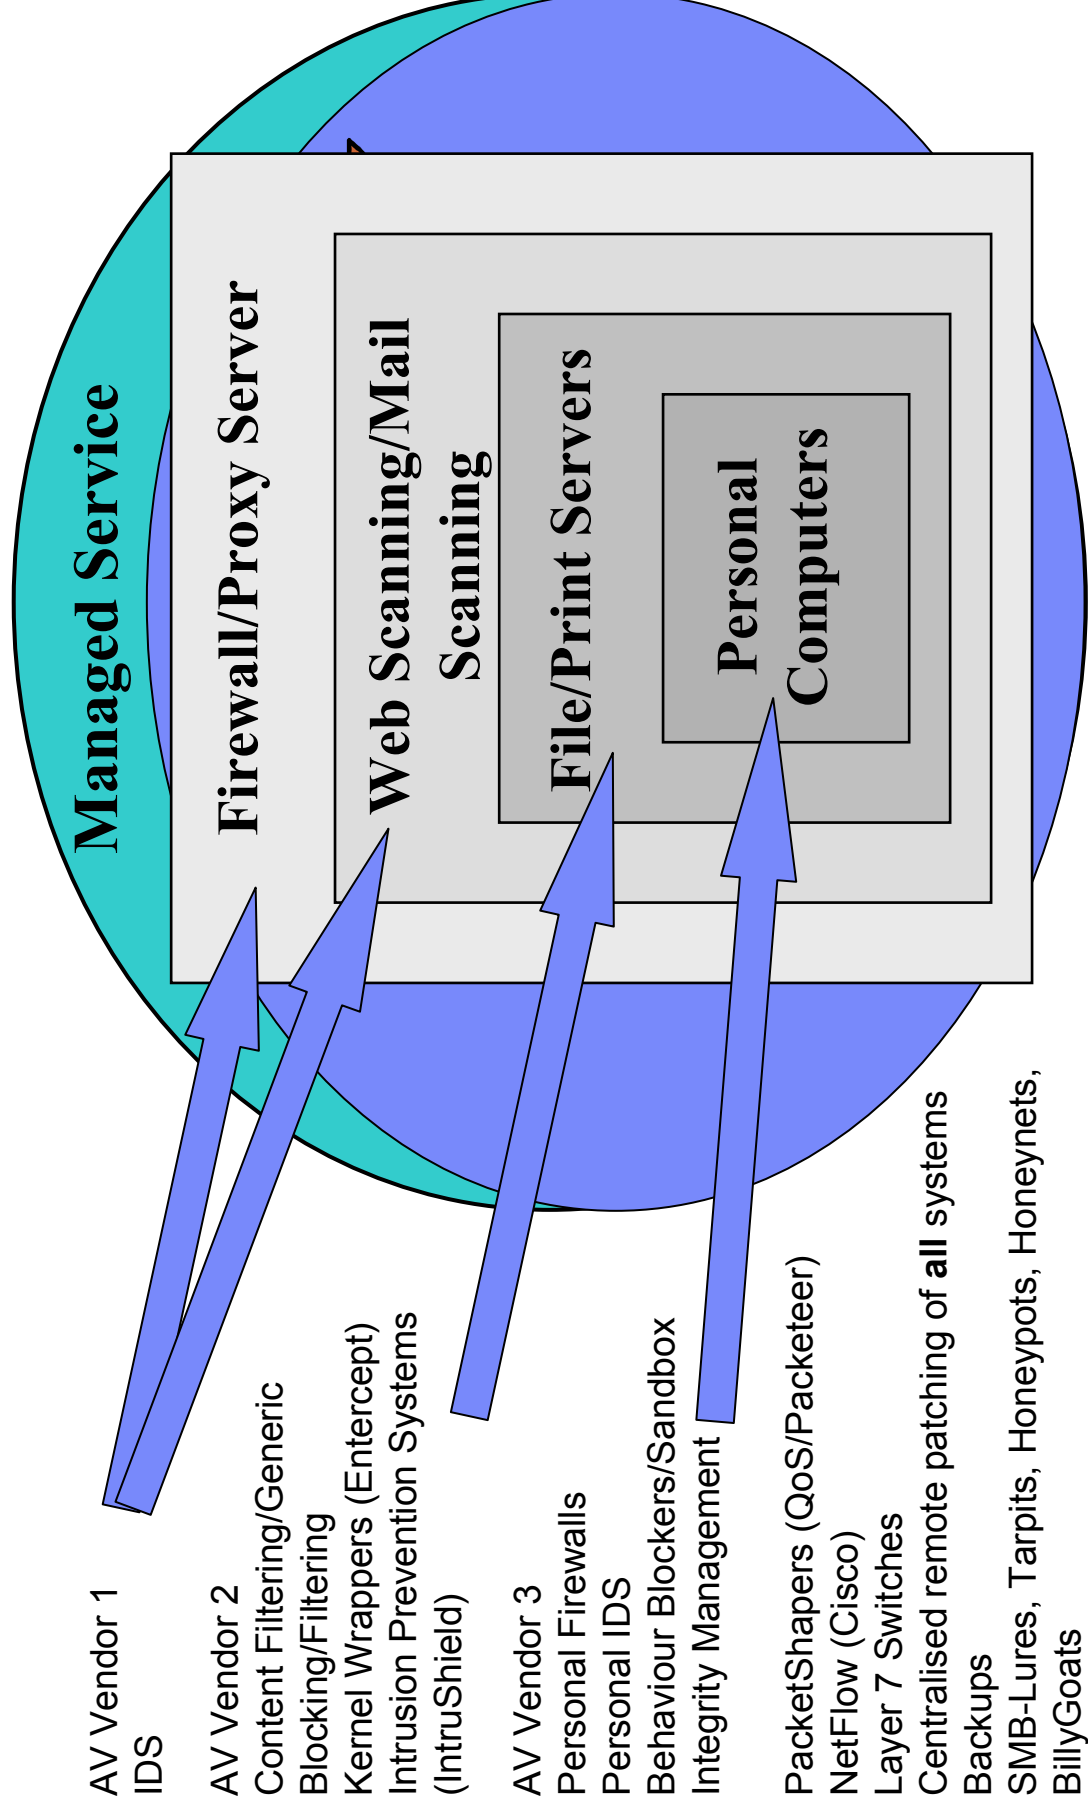 AV Vendor 1
IDS
AV Vendor 2
Content Filtering/Generic
Blocking/Filtering
Kernel Wrappers (Entercept)
Intrusion Prevention Systems
(IntruShield)
AV Vendor 3
Personal Firewalls
Personal IDS
Behaviour Blockers/Sandbox
Integrity Management
PacketShapers (QoS/Packeteer)
NetFlow (Cisco)
Layer 7 Switches
Centralised remote patching of all systems
Backups
SMB-Lures, Tarpits, Honeypots, Honeynets,
BillyGoats
Managed Service
Firewall/Proxy Server
Web Scanning/Mail
Scanning
File/Print Servers
Personal
Computers